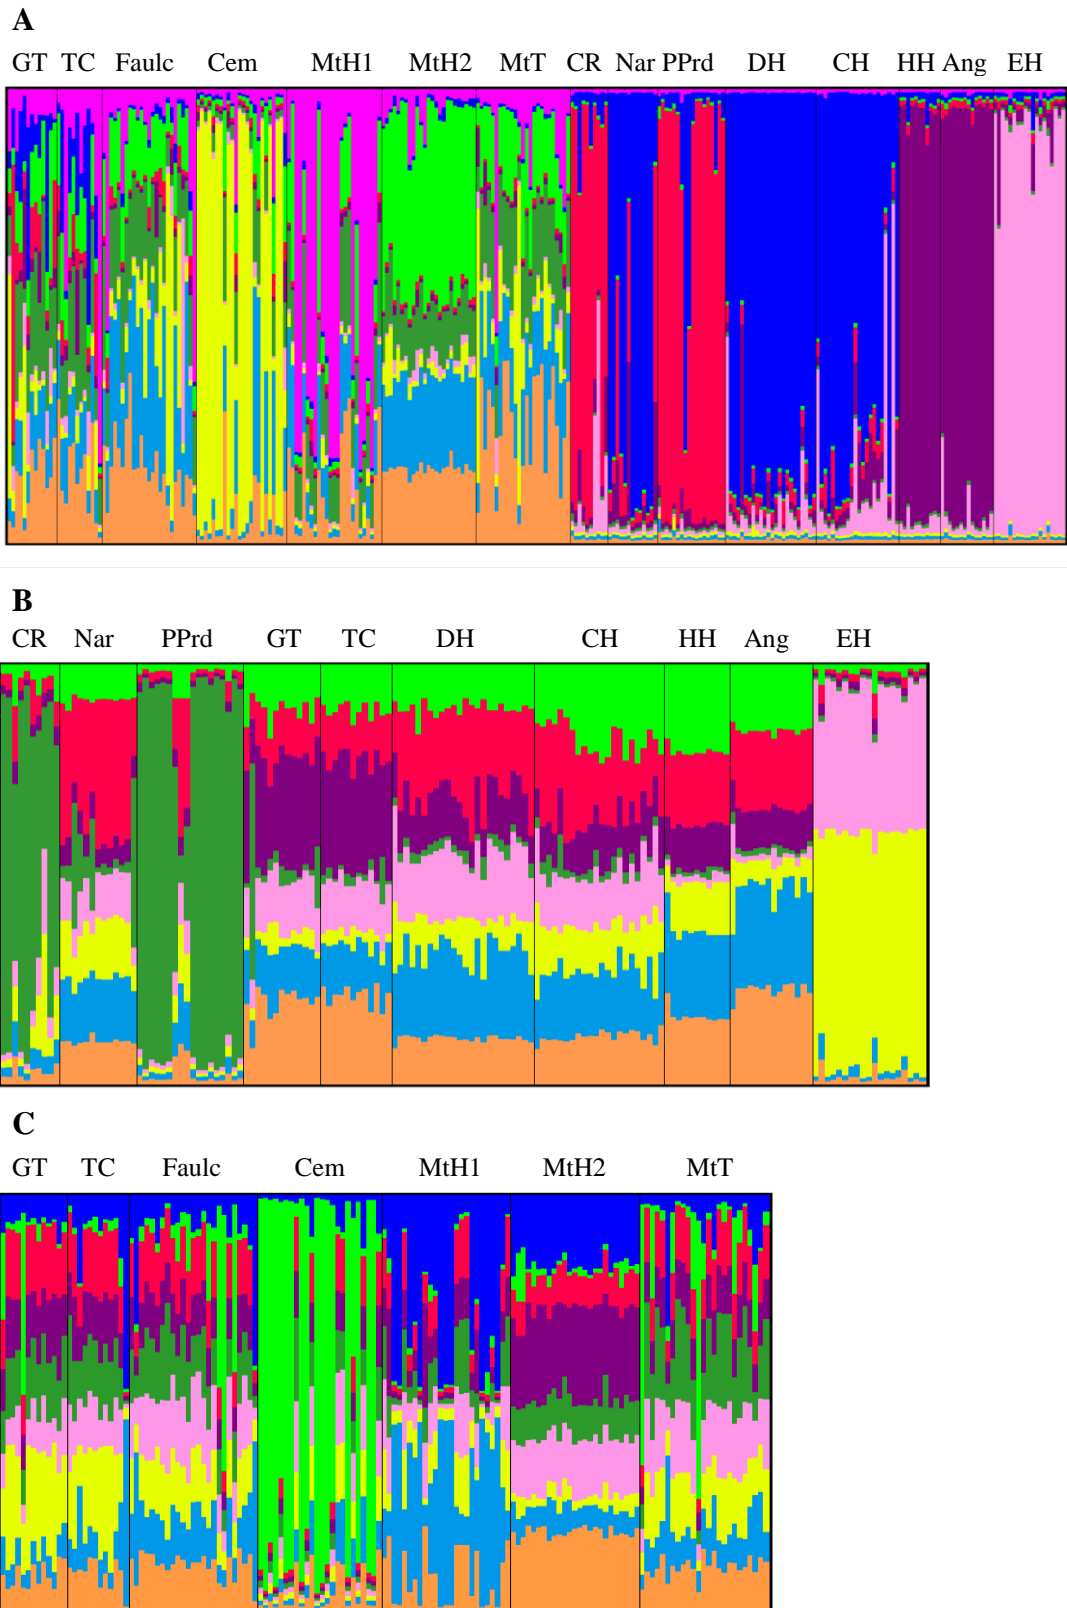 A
GT TC Faulc Cem MtH1 MtH2 MtT CR Nar PPrd DH CH HH Ang EH
B
CR Nar PPrd GT TC DH CH HH Ang EH
C
GT TC Faulc Cem MtH1 MtH2 MtT